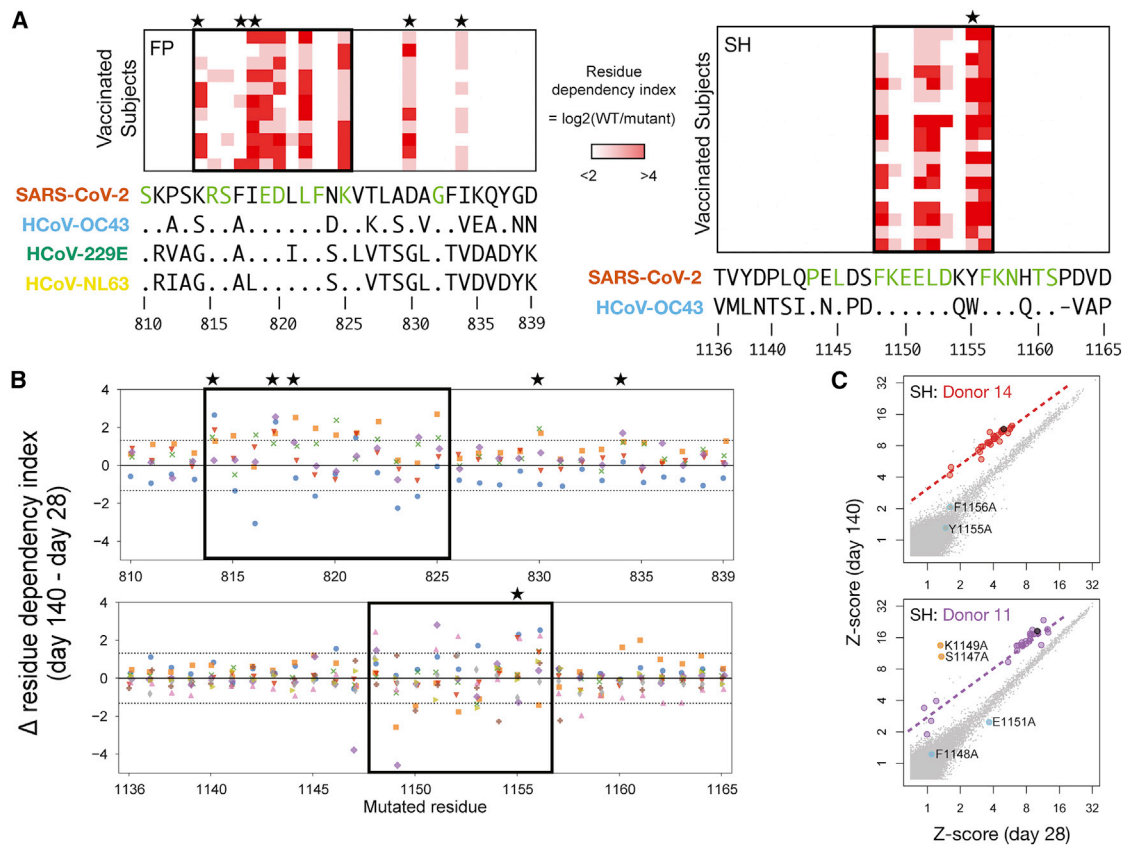 A
FP
Vaccinated
Subjects
Residue
dependency index
= log2(WT/mutant)
<2 >4
SH
Vaccinated Subjects
SARS-CoV-2 SKPSKRSFIEDLLFNKVTLADAGFIKQYGD
HCoV-OC43 ..A.S..A......D..K.S.V..VEA.NN
HCoV-229E .RVAG..A...I..S.LVTSGL.TVDADYK
HCoV-NL63 .RIAG..AL.....S..VTSGL.TVDVDYK
810 815 820 825 830 835 839
SARS-CoV-2 TVYDPLQPELDSFKEELDKYFKNHTSPDVD
HCoV-OC43 VMLNTSI.N.PD......QW...Q..-VAP
1136 1140 1145 1150 1155 1160 1165
B
Δ residue dependency index
(day 140 - day 28)
4
2
0
−2
−4
810 815 820 825 830 835 839
4
2
0
−2
−4
1136 1140 1145 1150 1155 1160 1165
Mutated residue
C
Z-score (day 140)
SH: Donor 14
32
16
8
4
2
1
F1156A
Y1155A
1 2 4 8 16 32
SH: Donor 11
32
16
8
4
2
1
K1149A
S1147A
E1151A
F1148A
1 2 4 8 16 32
Z-score (day 28)